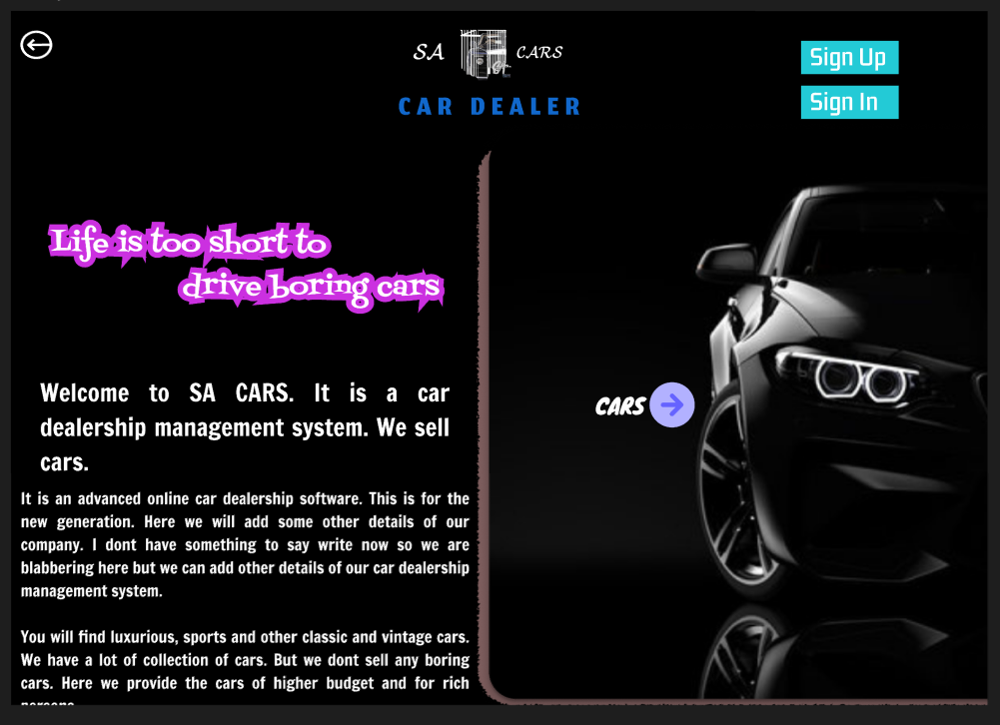 SA CARS
CAR DEALER
Sign Up
Sign In
Life is too short to
drive boring cars
Welcome to SA CARS. It is a car
dealership management system. We sell
cars.
It is an advanced online car dealership software. This is for the
new generation. Here we will add some other details of our
company. I dont have something to say write now so we are
blabbering here but we can add other details of our car dealership
management system.
You will find luxurious, sports and other classic and vintage cars.
We have a lot of collection of cars. But we dont sell any boring
cars. Here we provide the cars of higher budget and for rich
CARS